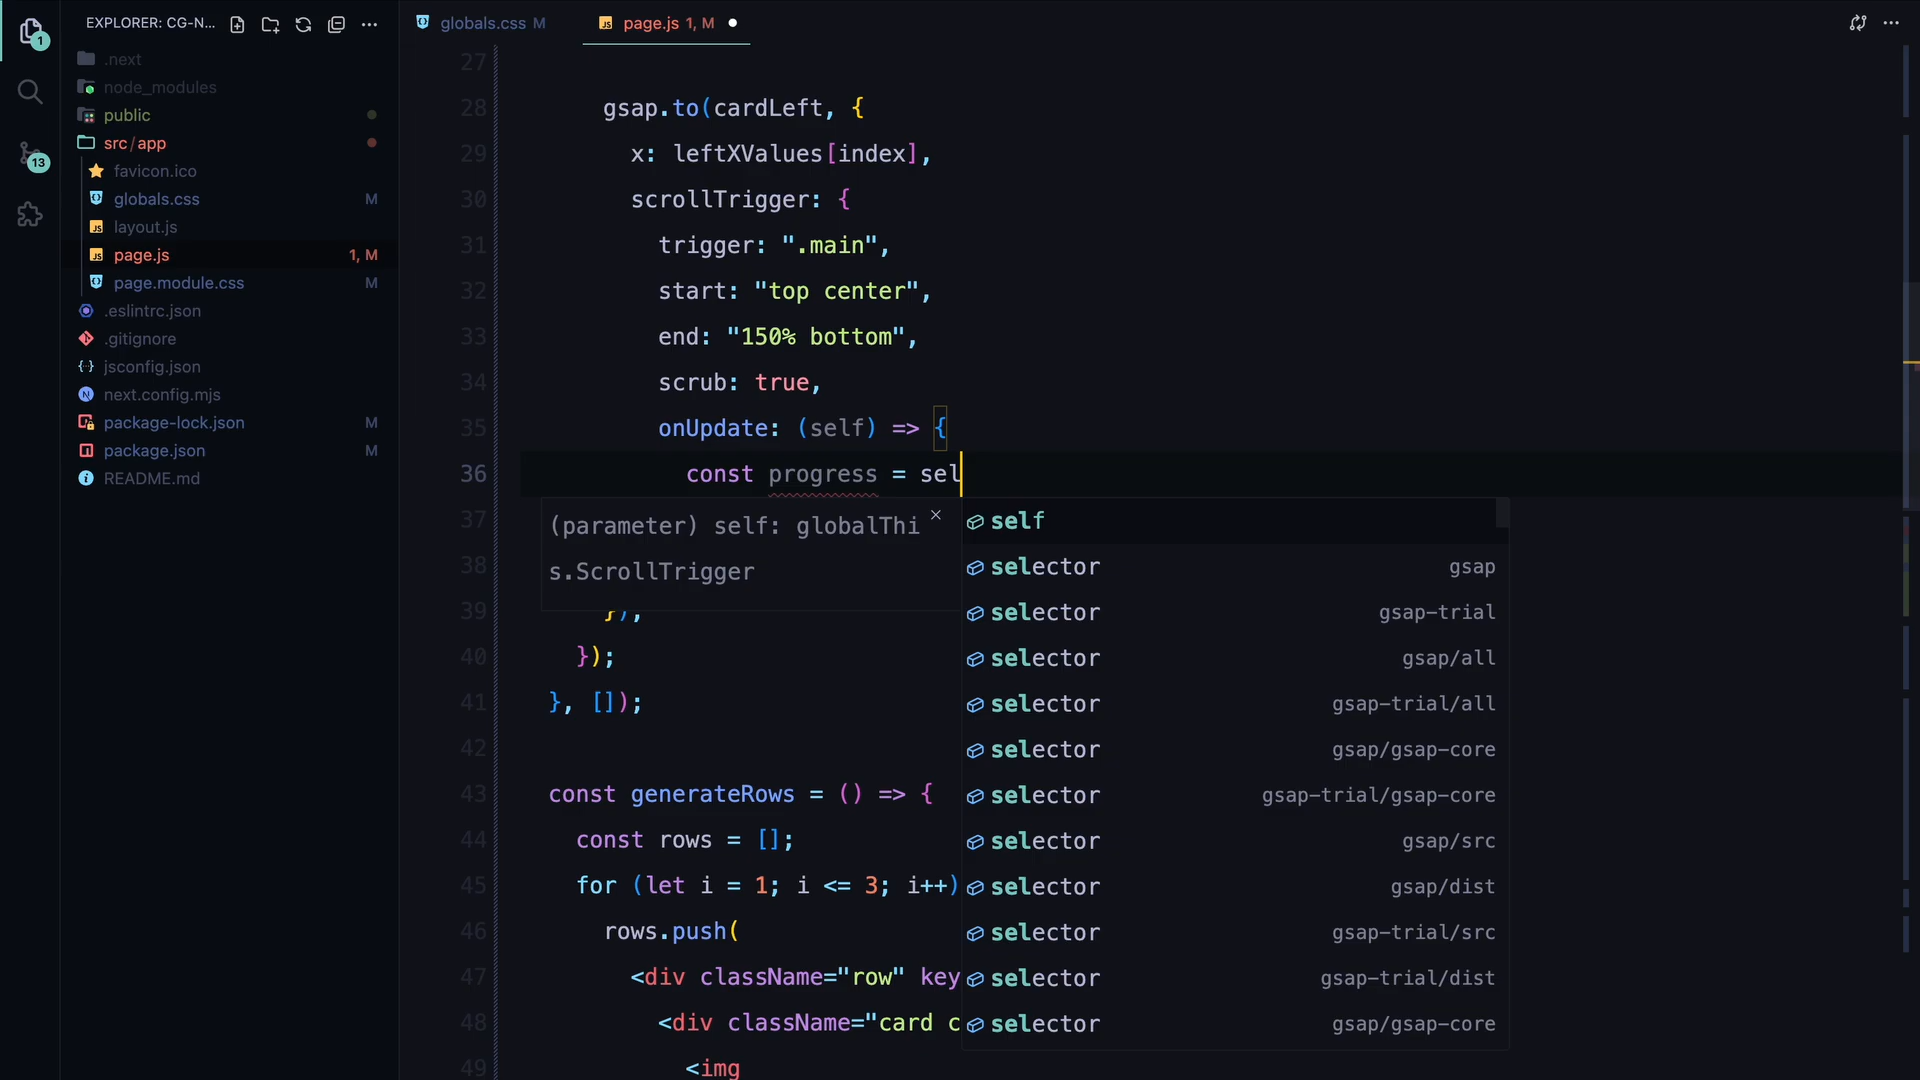 EXPLORER: CG-N...
1
13
.next
node_modules
public
src/app
favicon.ico
globals.css M
layout.js
page.js 1, M
page.module.css M
.eslintrc.json
.gitignore
jsconfig.json
next.config.mjs
package-lock.json M
package.json M
README.md
globals.css M
page.js 1, M
27
28 gsap.to(cardLeft, {
29 x: leftXValues[index],
30 scrollTrigger: {
31 trigger: ".main",
32 start: "top center",
33 end: "150% bottom",
34 scrub: true,
35 onUpdate: (self) => {
36 const progress = sel
37
38
39 });
40 });
41 }, []);
42
43 const generateRows = () => {
44 const rows = [];
45 for (let i = 1; i <= 3; i++)
46 rows.push(
47 <div className="row" key
48 <div className="card c
49 <img
(parameter) self: globalThi
s.ScrollTrigger
self
selector gsap
selector gsap-trial
selector gsap/all
selector gsap-trial/all
selector gsap/gsap-core
selector gsap-trial/gsap-core
selector gsap/src
selector gsap/dist
selector gsap-trial/src
selector gsap-trial/dist
selector gsap/gsap-core